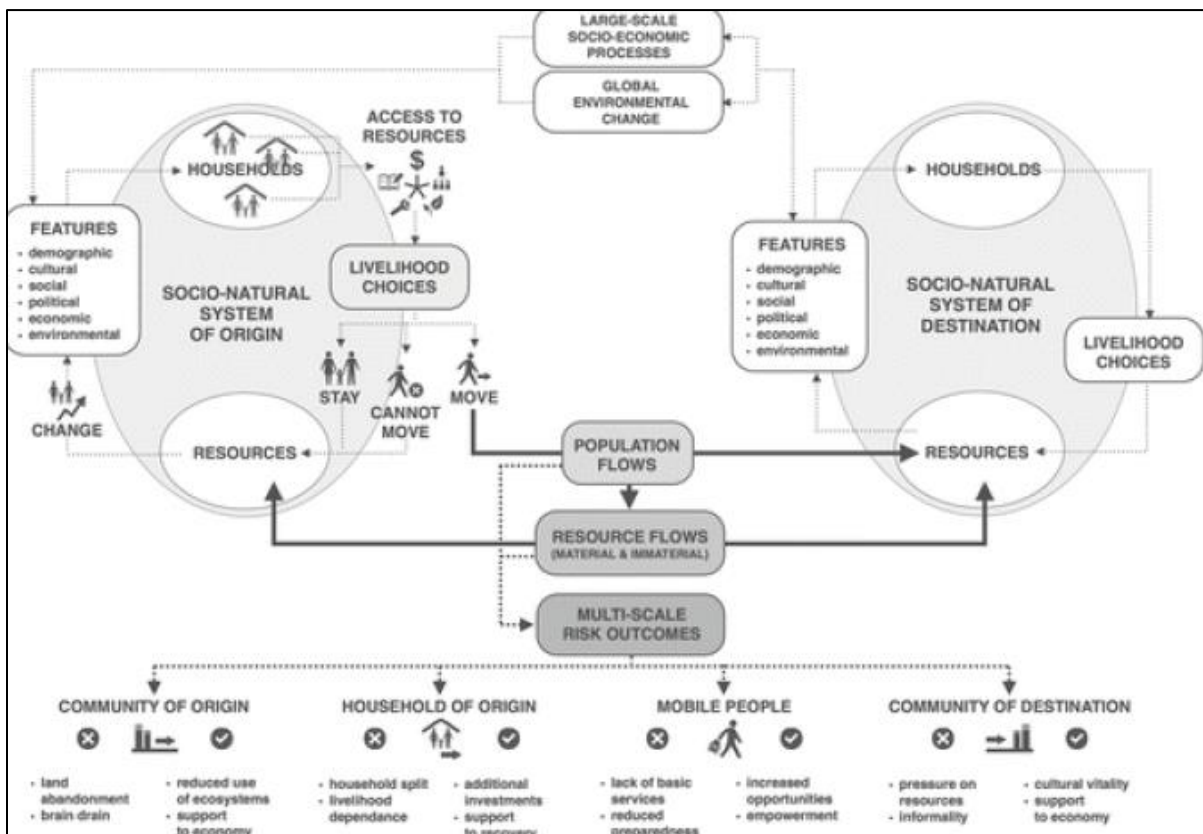 LARGE-SCALE
SOCIO-ECONOMIC
PROCESSES
GLOBAL
ENVIRONMENTAL
CHANGE
ACCESS TO
RESOURCES
$
HOUSEHOLDS
FEATURES
- demographic
- cultural
- social
- political
- economic
- environmental
SOCIO-NATURAL
SYSTEM
OF ORIGIN
LIVELIHOOD
CHOICES
STAY
CANNOT
MOVE
MOVE
CHANGE
RESOURCES
HOUSEHOLDS
FEATURES
- demographic
- cultural
- social
- political
- economic
- environmental
SOCIO-NATURAL
SYSTEM OF
DESTINATION
LIVELIHOOD
CHOICES
RESOURCES
POPULATION
FLOWS
RESOURCE FLOWS
(MATERIAL & IMMATERIAL)
MULTI-SCALE
RISK OUTCOMES
COMMUNITY OF ORIGIN
- land
abandonment
- brain drain
- reduced use
of ecosystems
- support
to economy
HOUSEHOLD OF ORIGIN
- household split
- livelihood
dependance
- additional
investments
- support
to recovery
MOBILE PEOPLE
- lack of basic
services
- reduced
preparedness
- increased
opportunities
- empowerment
COMMUNITY OF DESTINATION
- pressure on
resources
- informality
- cultural vitality
- support
to economy